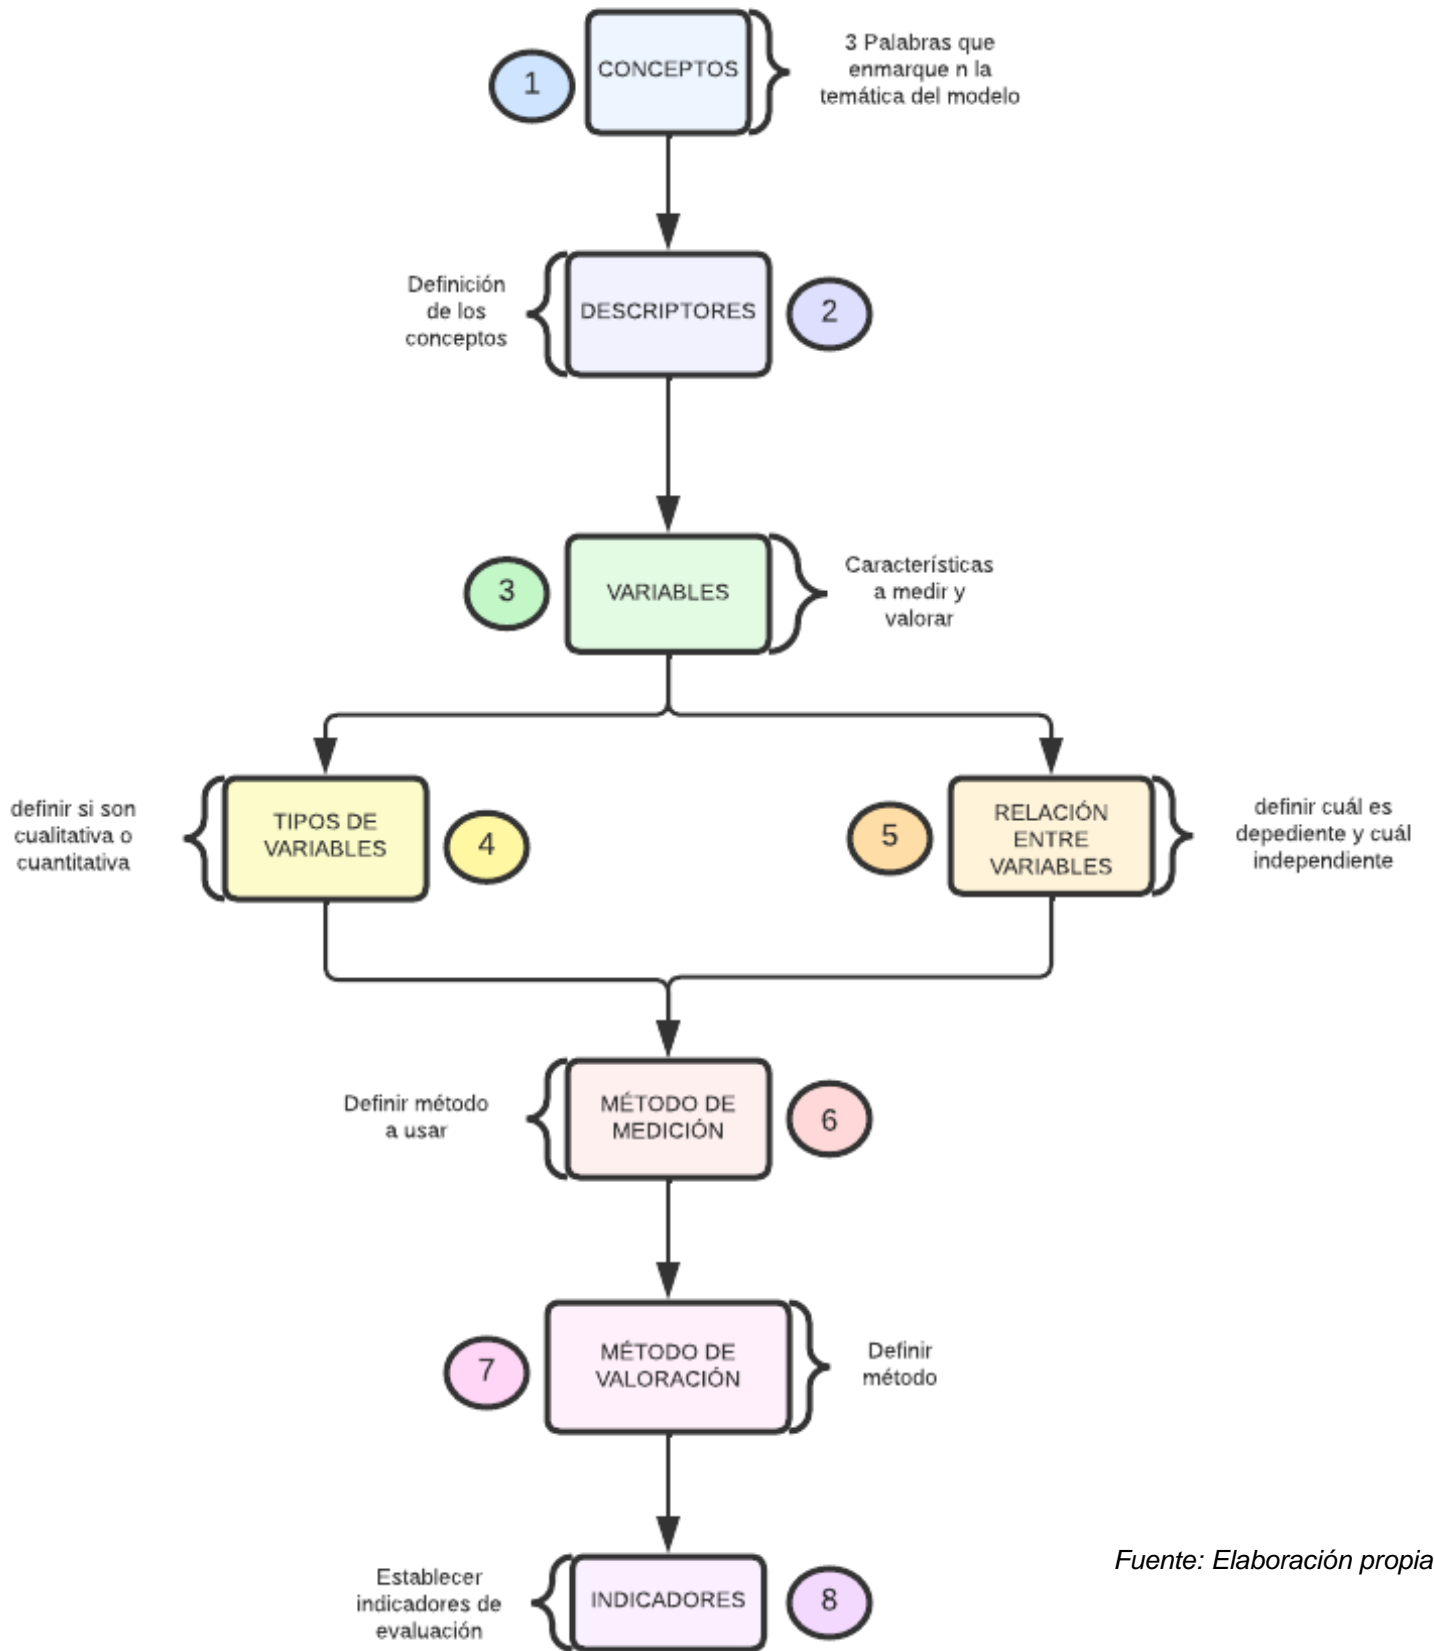 1
CONCEPTOS
3 Palabras que
enmarque n la
temática del modelo
Definición
de los
conceptos
DESCRIPTORES
2
3
VARIABLES
Características
a medir y
valorar
definir si son
cualitativa o
cuantitativa
TIPOS DE
VARIABLES
4
5
RELACIÓN
ENTRE
VARIABLES
definir cuál es
depediente y cuál
independiente
Definir método
a usar
MÉTODO DE
MEDICIÓN
6
7
MÉTODO DE
VALORACIÓN
Definir
método
Establecer
indicadores de
evaluación
INDICADORES
8
Fuente: Elaboración propia